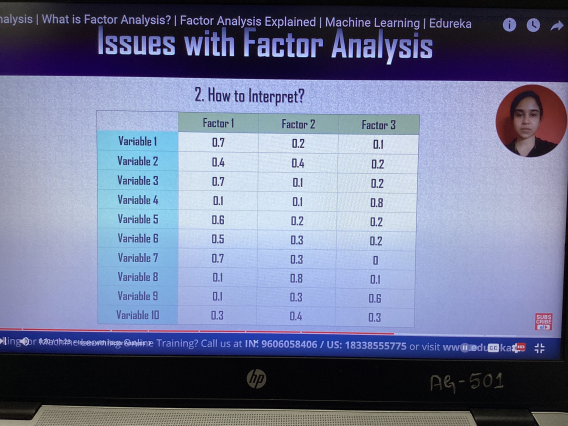 nalysis | What is Factor Analysis? | Factor Analysis Explained | Machine Learning | Edureka
Issues with Factor Analysis
2. How to Interpret?
Factor 1 Factor 2 Factor 3
Variable 1 0.7 0.2 0.1
Variable 2 0.4 0.4 0.2
Variable 3 0.7 0.1 0.2
Variable 4 0.1 0.1 0.8
Variable 5 0.6 0.2 0.2
Variable 6 0.5 0.3 0.2
Variable 7 0.7 0.3 0
Variable 8 0.1 0.8 0.1
Variable 9 0.1 0.3 0.6
Variable 10 0.3 0.4 0.3
SUBSCRIBE
Training? Call us at IN: 9606058406 / US: 18338555775 or visit
CC
hp
AG-501